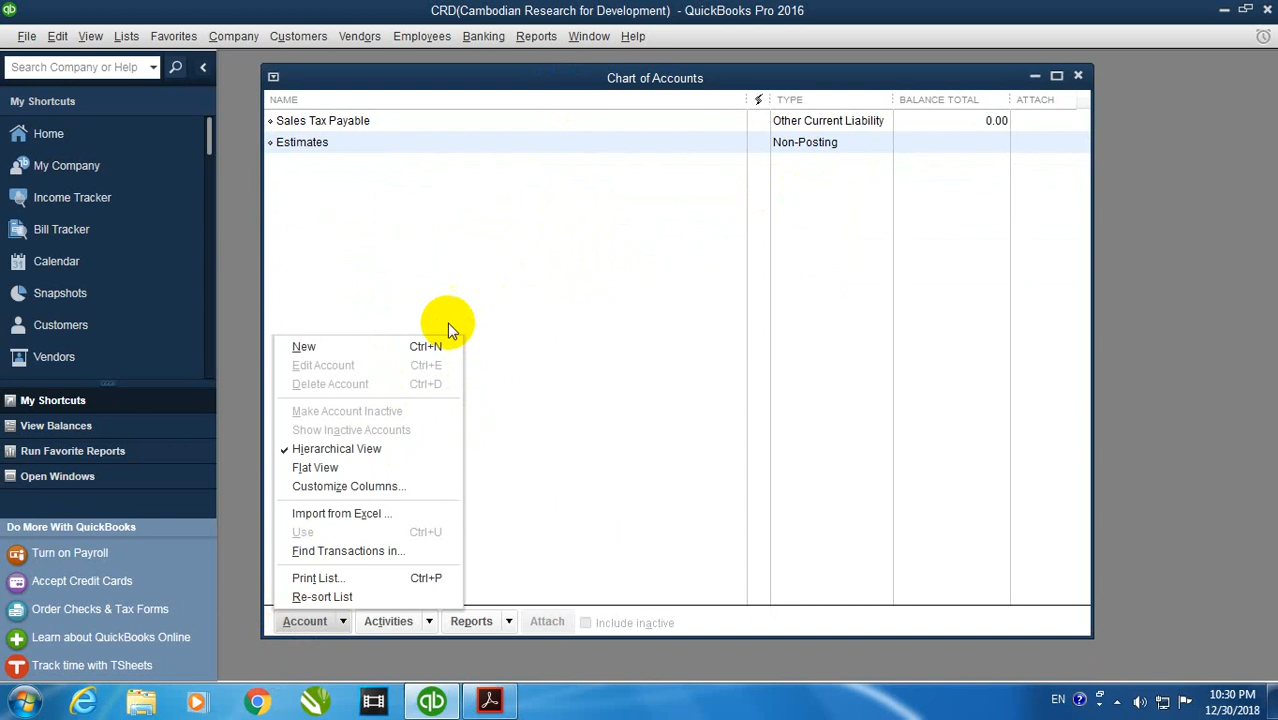 CRD(Cambodian Research for Development) - QuickBooks Pro 2016
File Edit View Lists Favorites Company Customers Vendors Employees Banking Reports Window Help
Search Company or Help
My Shortcuts
Home
My Company
Income Tracker
Bill Tracker
Calendar
Snapshots
Customers
Vendors
My Shortcuts
View Balances
Run Favorite Reports
Open Windows
Do More With QuickBooks
Turn on Payroll
Accept Credit Cards
Order Checks & Tax Forms
Learn about QuickBooks Online
Track time with TSheets
Chart of Accounts
NAME TYPE BALANCE TOTAL ATTACH
Sales Tax Payable Other Current Liability 0.00
Estimates Non-Posting
New Ctrl+N
Edit Account Ctrl+E
Delete Account Ctrl+D
Make Account Inactive
Show Inactive Accounts
Hierarchical View
Flat View
Customize Columns...
Import from Excel ...
Use Ctrl+U
Find Transactions in...
Print List... Ctrl+P
Re-sort List
Account Activities Reports Attach Include inactive
EN 10:30 PM
12/30/2018